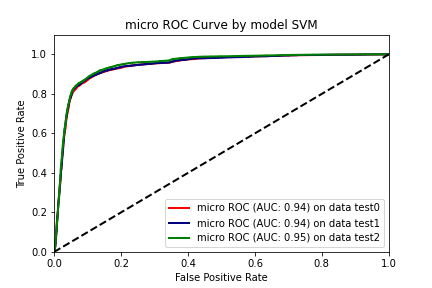 micro ROC Curve by model SVM
True Positive Rate
1.0
0.8
0.6
0.4
0.2
0.0
micro ROC (AUC: 0.94) on data test0
micro ROC (AUC: 0.94) on data test1
micro ROC (AUC: 0.95) on data test2
0.0 0.2 0.4 0.6 0.8 1.0
False Positive Rate